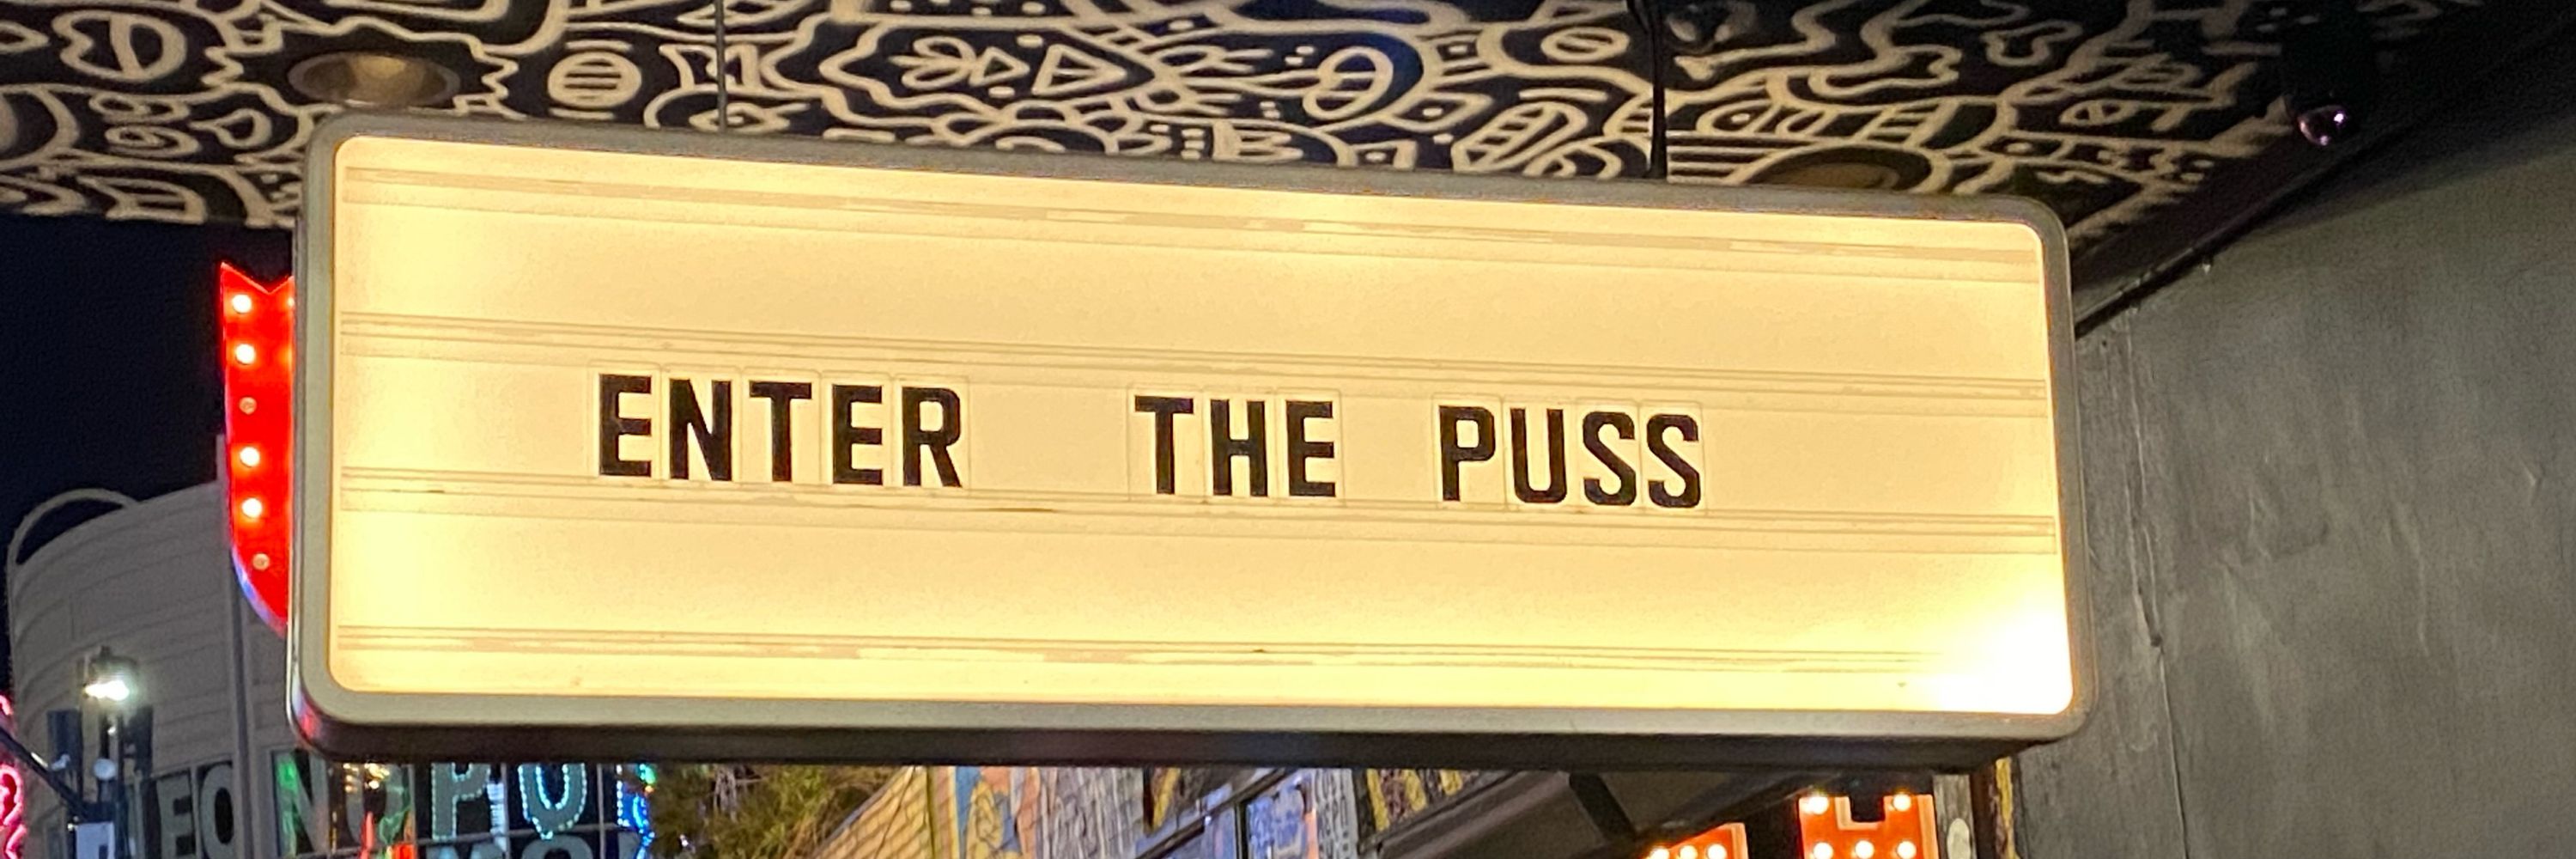 ENTER THE PUSS